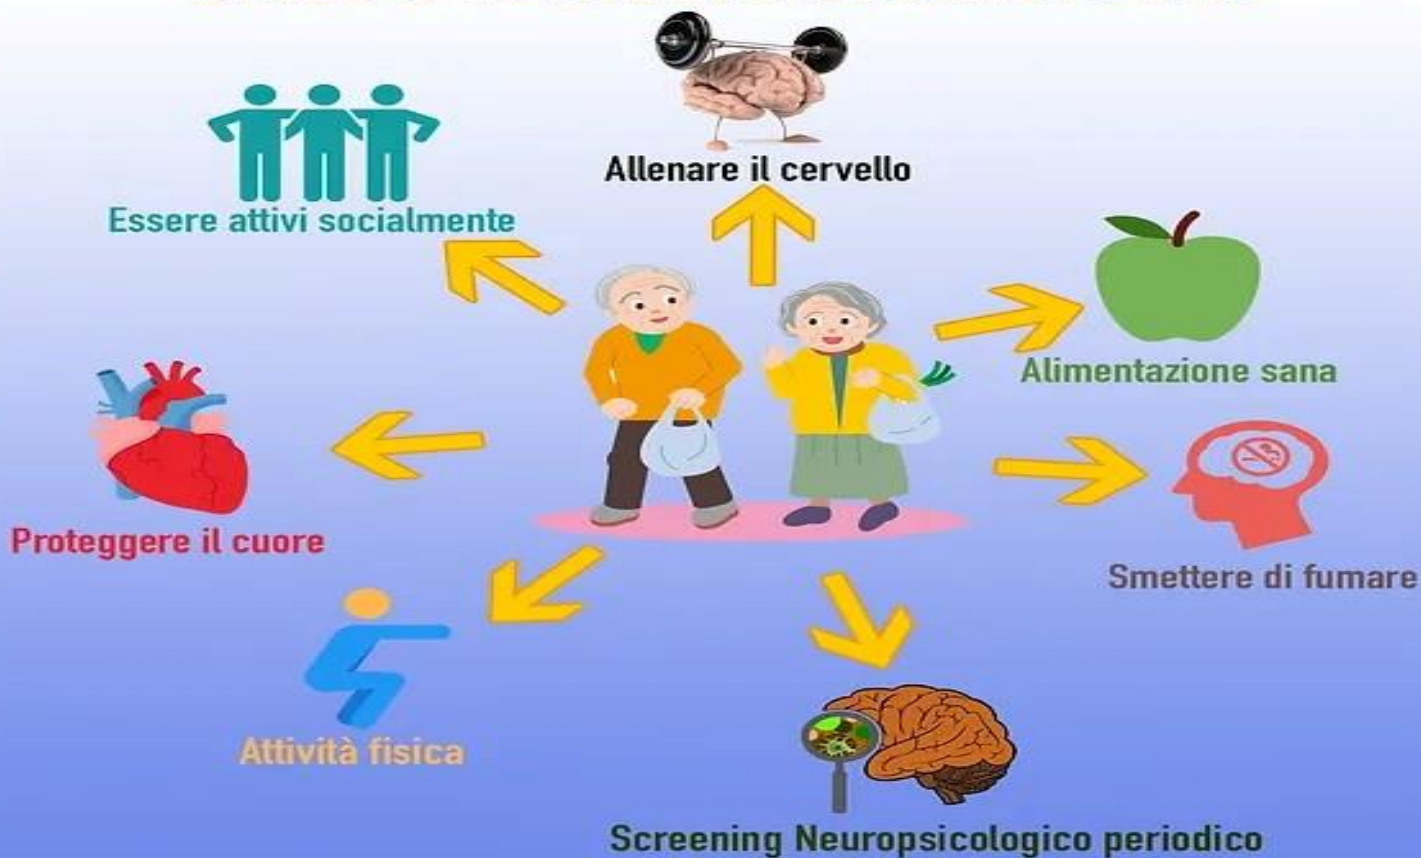 Allenare il cervello
Essere attivi socialmente
Alimentazione sana
Proteggere il cuore
Smettere di fumare
Attività fisica
Screening Neuropsicologico periodico